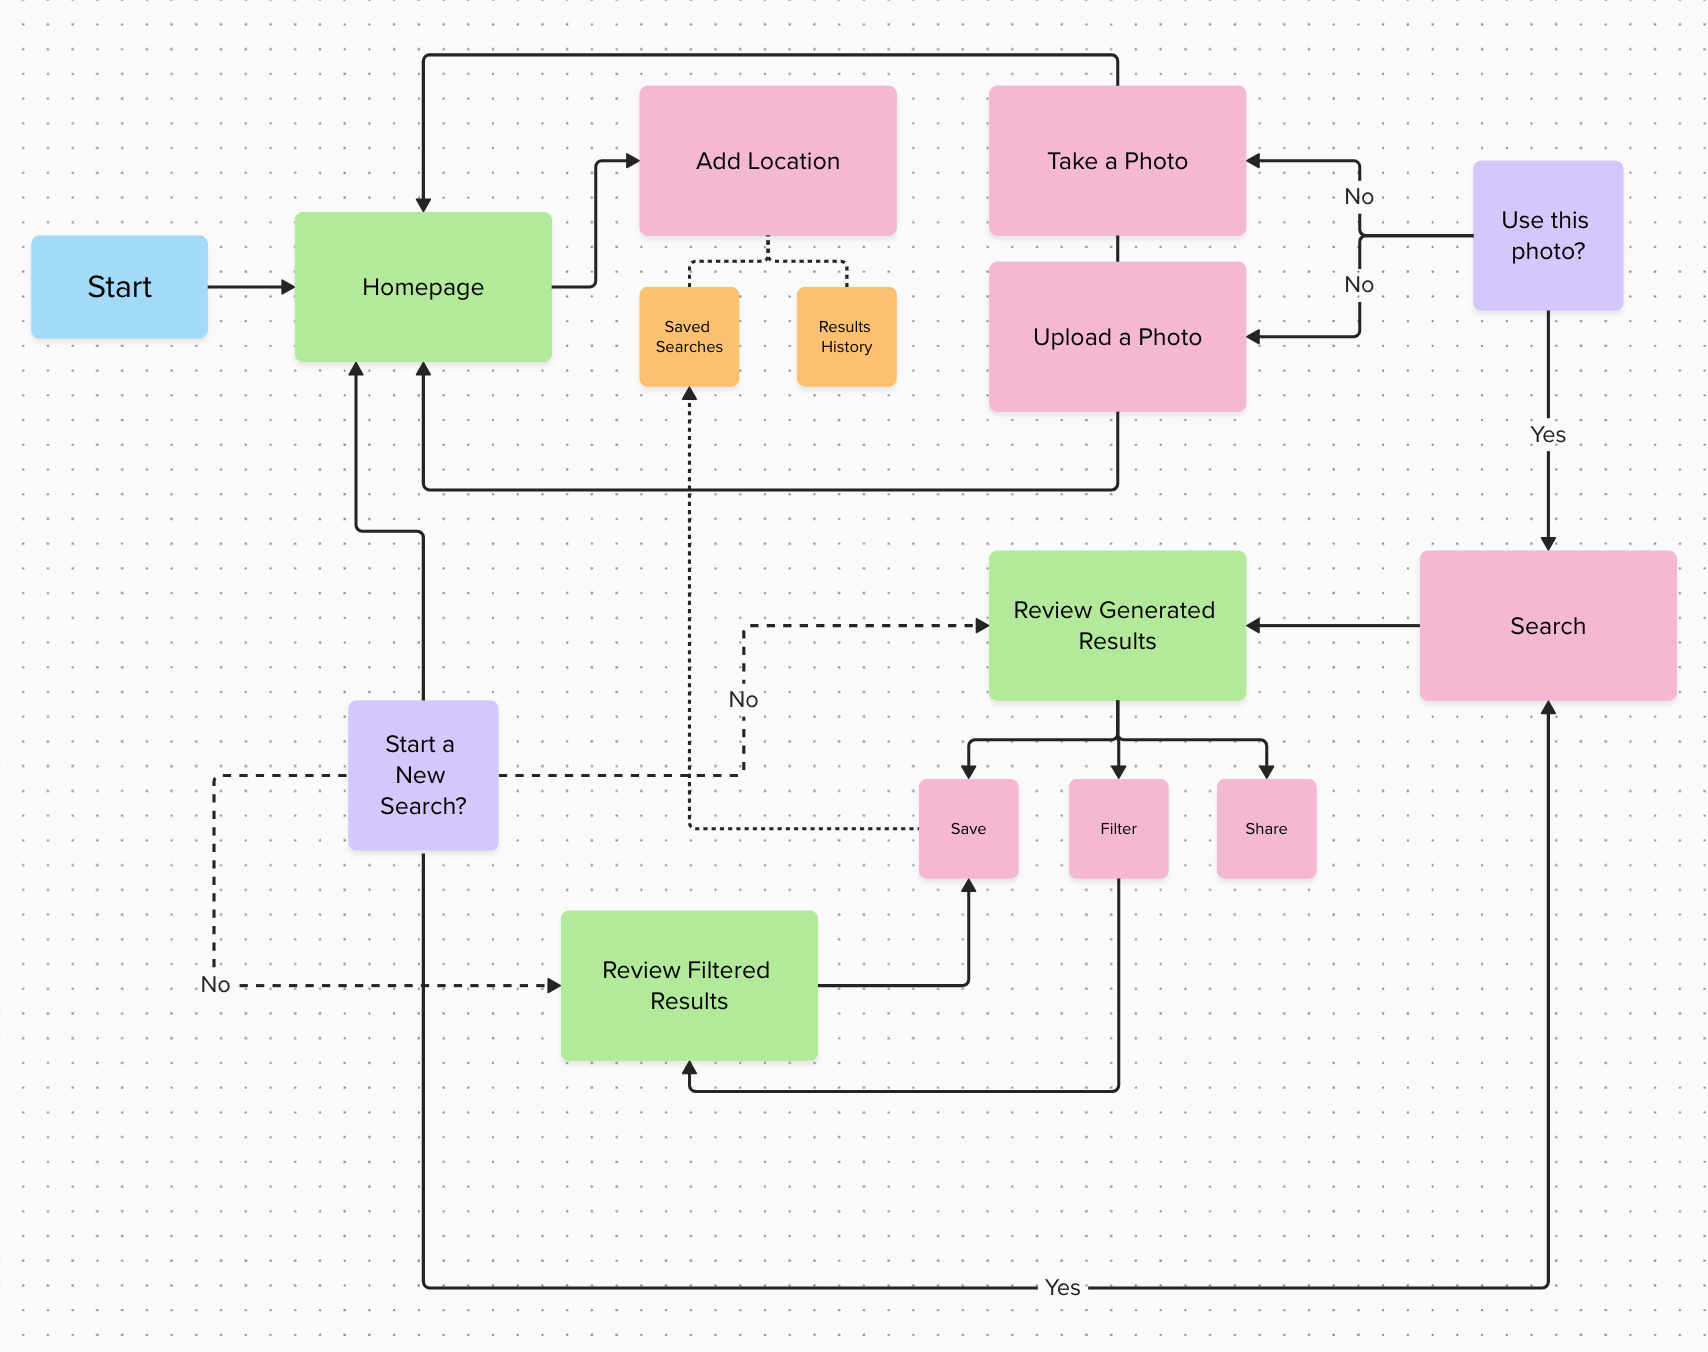 Add Location
Take a Photo
No
Use this
photo?
Start
Homepage
No
Saved
Searches
Results
History
Upload a Photo
Yes
Review Generated
Results
Search
No
Start a
New
Search?
Save
Filter
Share
Review Filtered
Results
No
Yes